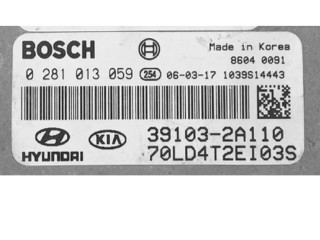 BOSCH
Made in Korea
8604 0091
0 281 013 059 254 06-03-17 1039S14443
HYUNDAI KIA 39103-2A110
70LD4T2EI03S